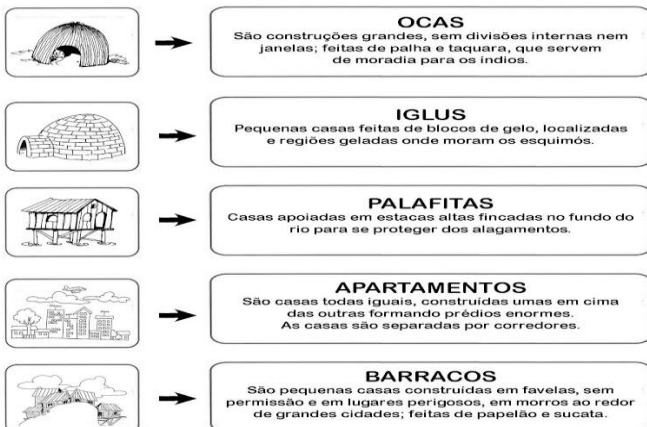 OCAS
São construções grandes, sem divisões internas nem
janelas; feitas de palha e taquara, que servem
de moradia para os índios.
IGLUS
Pequenas casas feitas de blocos de gelo, localizadas
e regiões geladas onde moram os esquimós.
PALAFITAS
Casas apoiadas em estacas altas fincadas no fundo do
rio para se proteger dos alagamentos.
APARTAMENTOS
São casas todas iguais, construídas umas em cima
das outras formando prédios enormes.
As casas são separadas por corredores.
BARRACOS
São pequenas casas construídas em favelas, sem
permissão e em lugares perigosos, em morros ao redor
de grandes cidades; feitas de papelão e sucata.